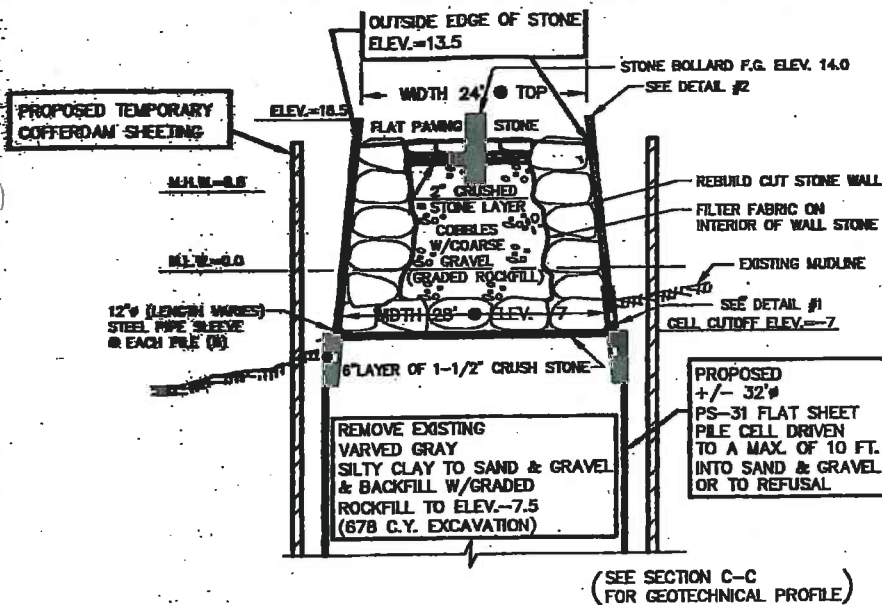 OUTSIDE EDGE OF STONE
ELEV.=13.5
STONE BOLLARD F.G. ELEV. 14.0
WIDTH 24' @ TOP
SEE DETAIL #2
PROPOSED TEMPORARY
COFFERDAM SHEETING
ELEV.=18.5
FLAT PAVING STONE
M.H.W.=8.8
2" CRUSHED
STONE LAYER
REBUILD CUT STONE WALL
FILTER FABRIC ON
INTERIOR OF WALL STONE
COBBLES
W/COARSE
GRAVEL
(GRADED ROCKFILL)
M.L.W.=0.0
EXISTING MUDLINE
WIDTH 28' @ ELEV. -7
SEE DETAIL #1
CELL CUTOFF ELEV.=-7
12"ø (LENGTH VARIES)
STEEL PIPE SLEEVE
@ EACH PILE
6"LAYER OF 1-1/2" CRUSH STONE
PROPOSED
+/- 32'ø
PS-31 FLAT SHEET
PILE CELL DRIVEN
TO A MAX. OF 10 FT.
INTO SAND & GRAVEL
OR TO REFUSAL
REMOVE EXISTING
VARVED GRAY
SILTY CLAY TO SAND & GRAVEL
& BACKFILL W/GRADED
ROCKFILL TO ELEV.-7.5
(678 C.Y. EXCAVATION)
(SEE SECTION C-C
FOR GEOTECHNICAL PROFILE)